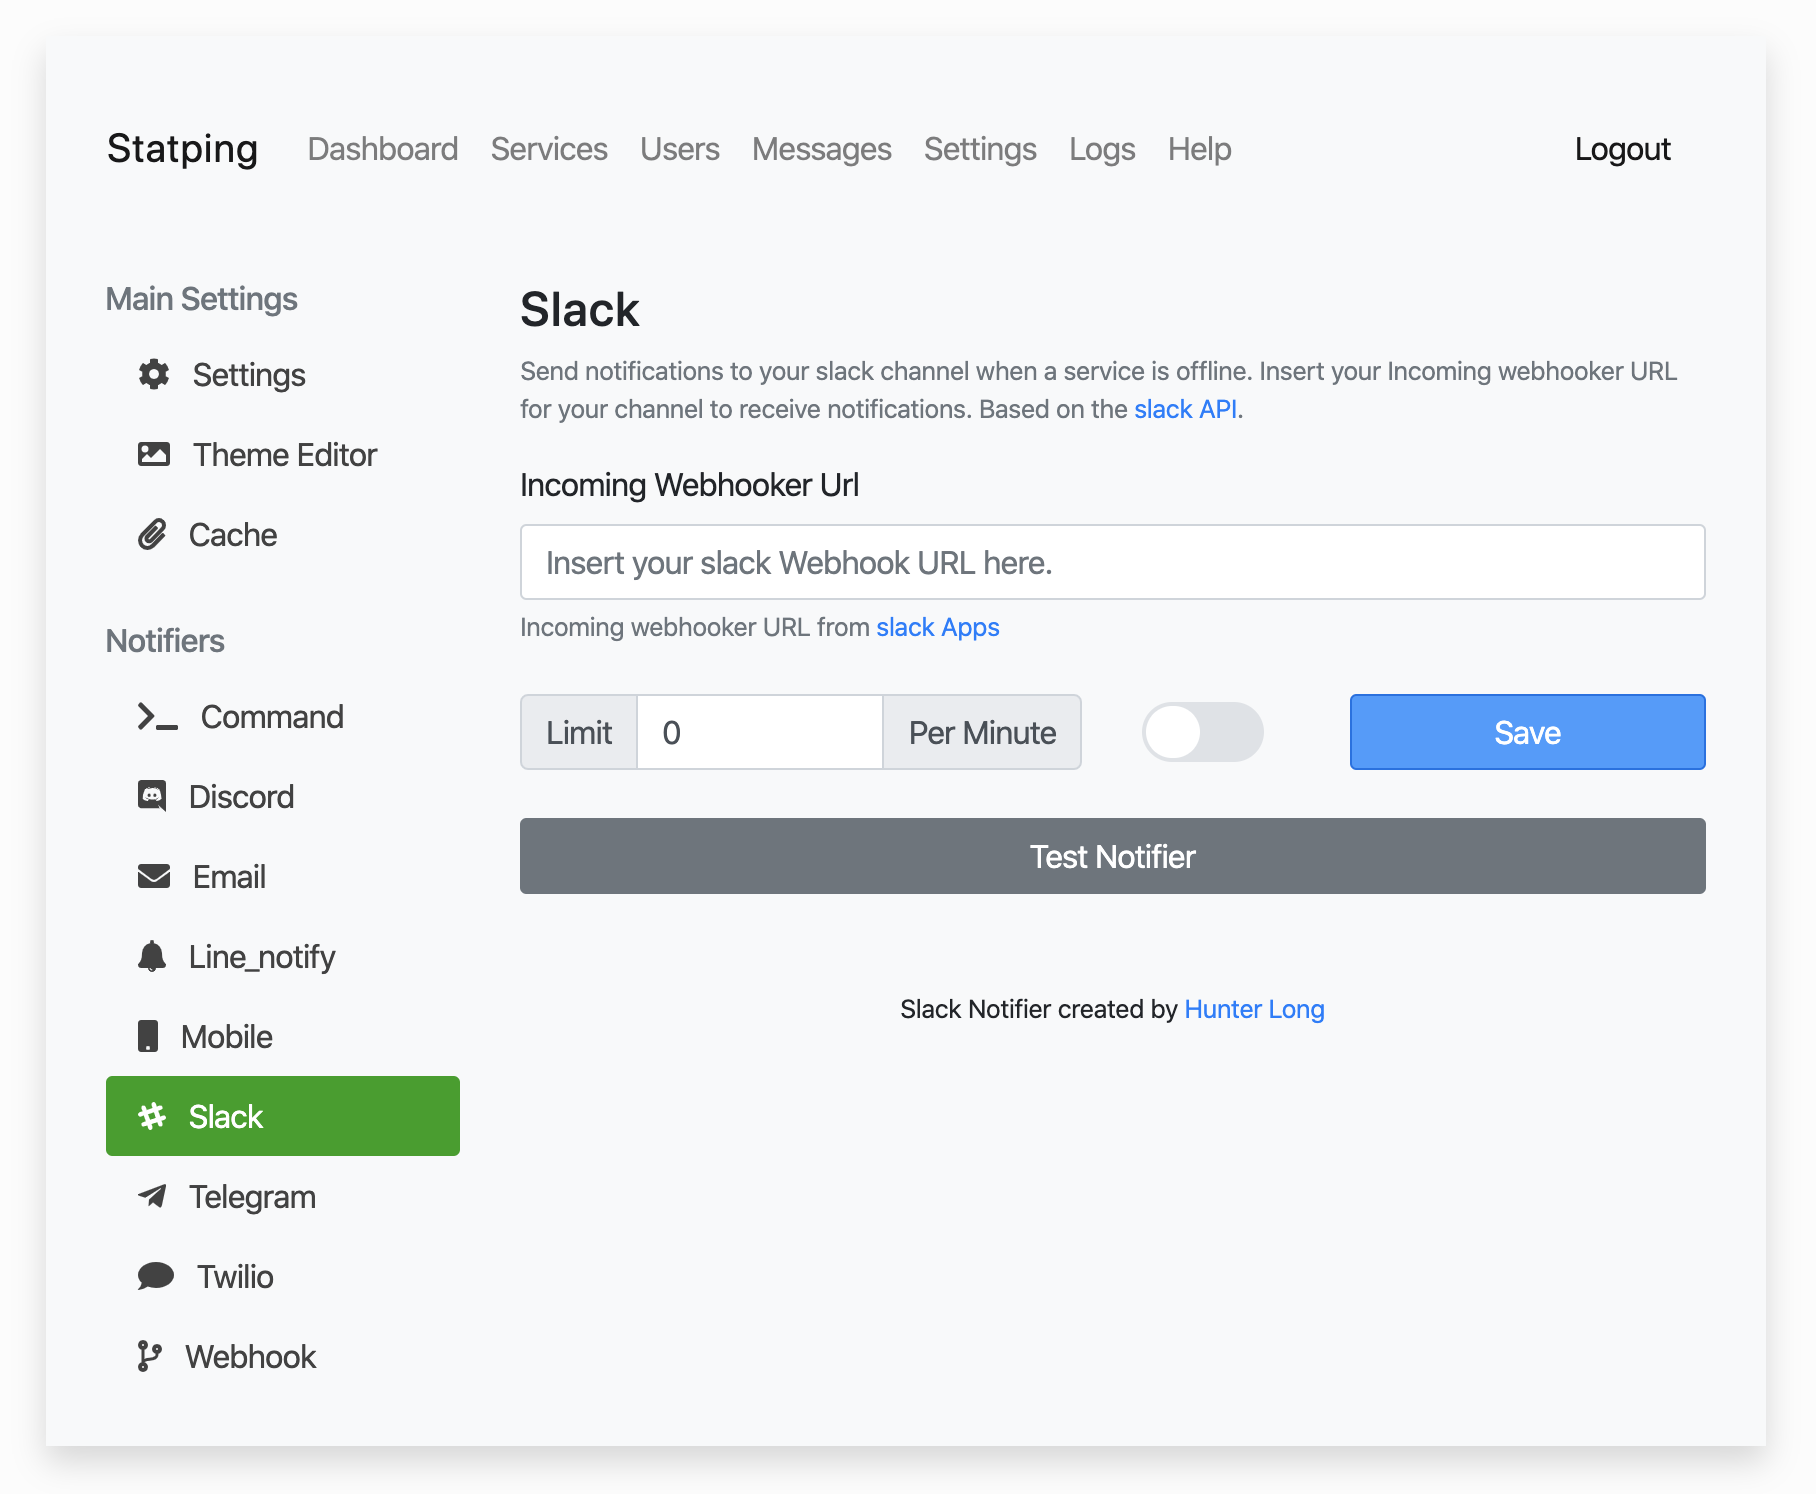 Statping Dashboard Services Users Messages Settings Logs Help Logout
Main Settings
Settings
Theme Editor
Cache
Notifiers
Command
Discord
Email
Line_notify
Mobile
Slack
Telegram
Twilio
Webhook
Slack
Send notifications to your slack channel when a service is offline. Insert your Incoming webhooker URL
for your channel to receive notifications. Based on the slack API.
Incoming Webhooker Url
Insert your slack Webhook URL here.
Incoming webhooker URL from slack Apps
Limit 0 Per Minute Save
Test Notifier
Slack Notifier created by Hunter Long